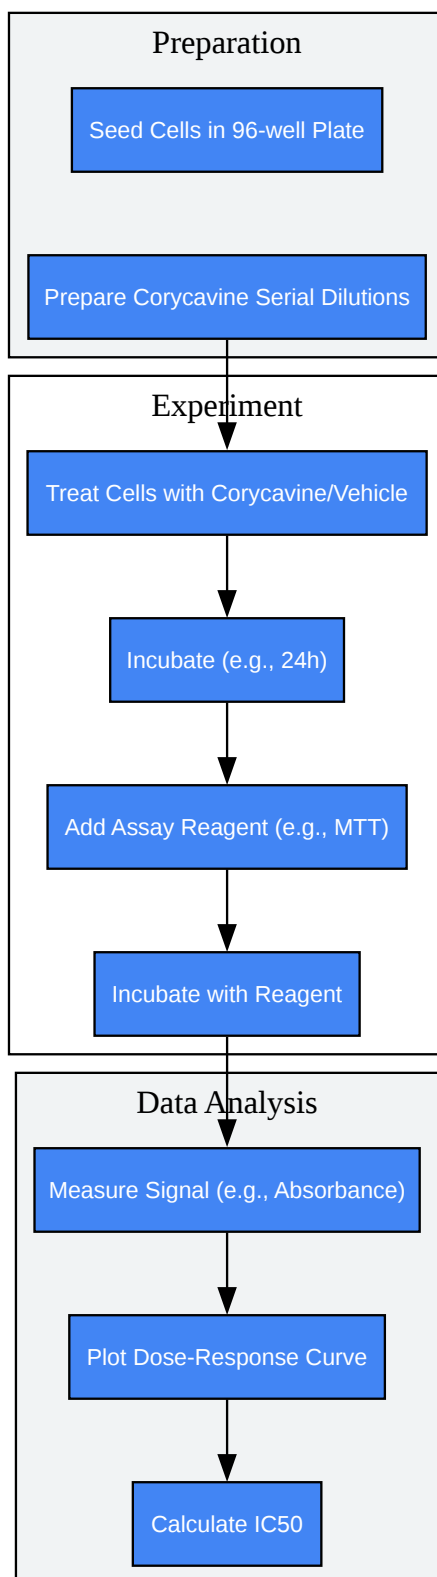 Preparation
Seed Cells in 96-well Plate
Prepare Corycavine Serial Dilutions
Experiment
Treat Cells with Corycavine/Vehicle
Incubate (e.g., 24h)
Add Assay Reagent (e.g., MTT)
Incubate with Reagent
Data Analysis
Measure Signal (e.g., Absorbance)
Plot Dose-Response Curve
Calculate IC50